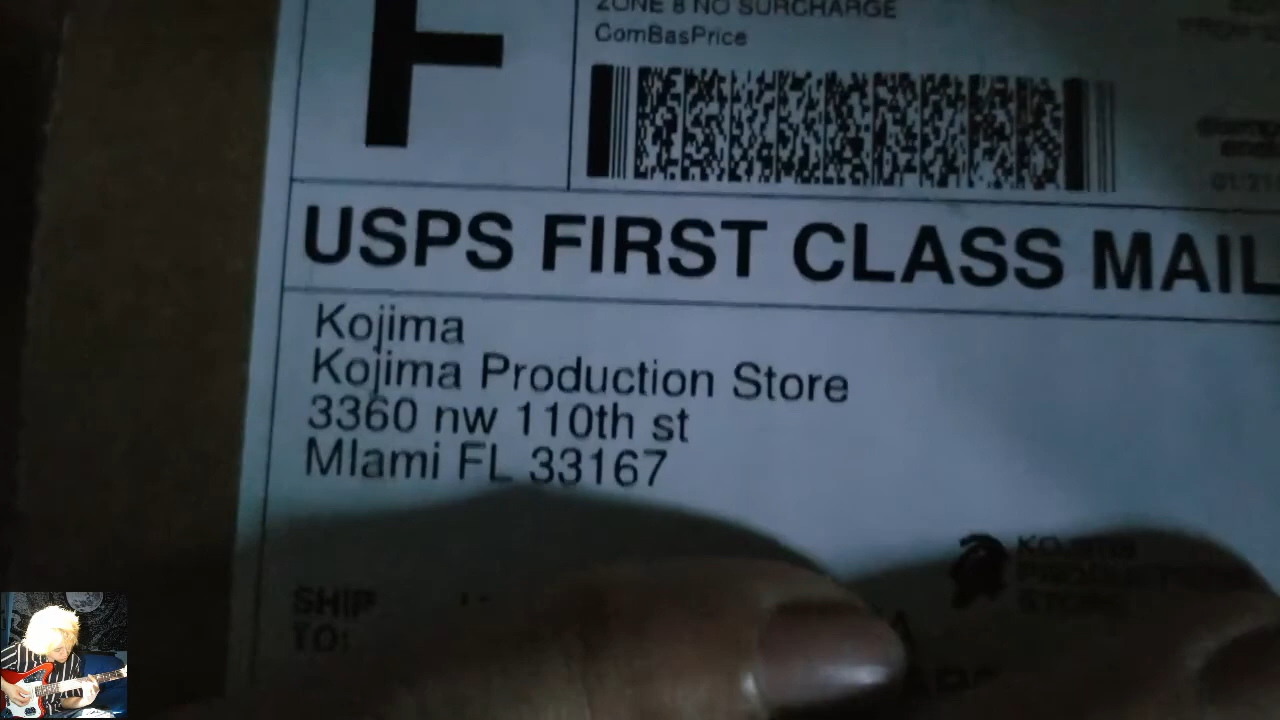 F
ZONE 8 NO SURCHARGE
ComBasPrice
USPS FIRST CLASS MAIL
Kojima
Kojima Production Store
3360 nw 110th st
MIami FL 33167
SHIP
TO: